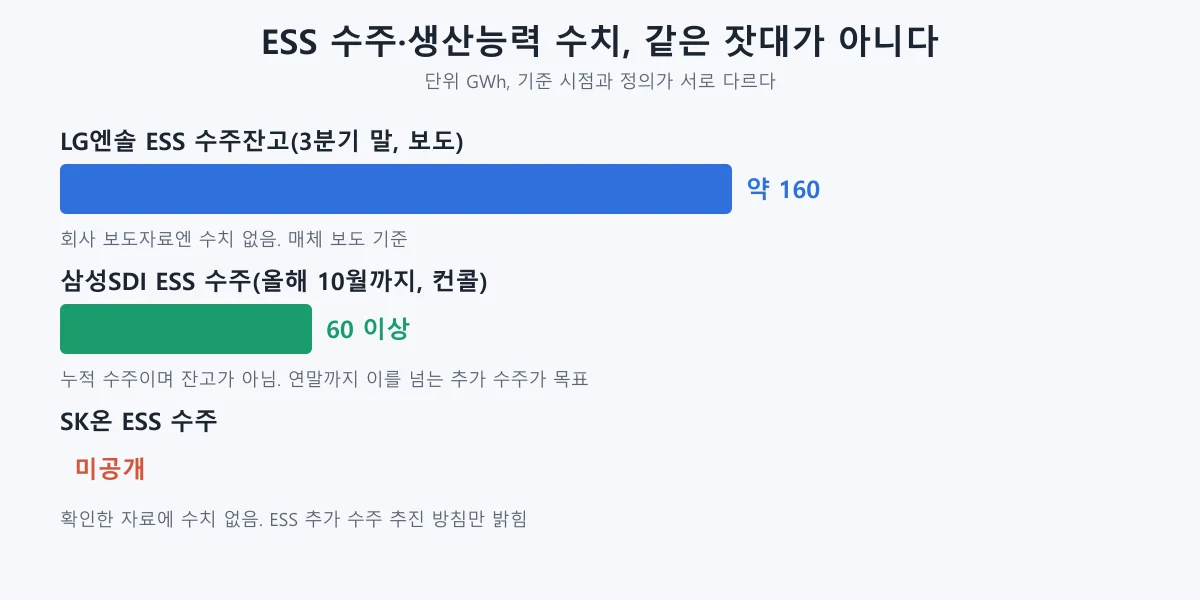 ESS 수주·생산능력 수치, 같은 잣대가 아니다
단위 GWh, 기준 시점과 정의가 서로 다르다
LG엔솔 ESS 수주잔고(3분기 말, 보도)
약 160
회사 보도자료엔 수치 없음. 매체 보도 기준
삼성SDI ESS 수주(올해 10월까지, 컨콜)
60 이상
누적 수주이며 잔고가 아님. 연말까지 이를 넘는 추가 수주가 목표
SK온 ESS 수주
미공개
확인한 자료에 수치 없음. ESS 추가 수주 추진 방침만 밝힘